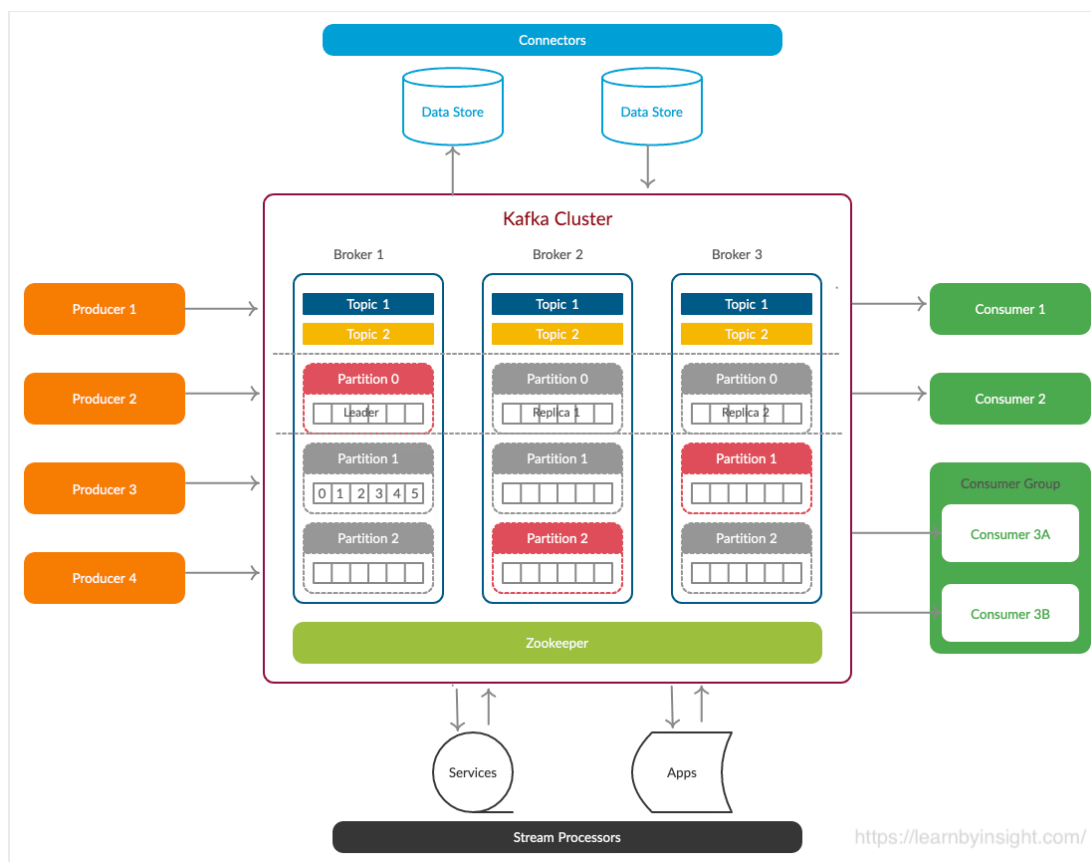 Connectors
Data Store
Data Store
Kafka Cluster
Broker 1
Broker 2
Broker 3
Topic 1
Topic 1
Topic 1
Topic 2
Topic 2
Topic 2
Partition 0
Partition 0
Partition 0
Leader
Replica 1
Replica 2
Partition 1
Partition 1
Partition 1
0 1 2 3 4 5
Partition 2
Partition 2
Partition 2
Zookeeper
Producer 1
Producer 2
Producer 3
Producer 4
Consumer 1
Consumer 2
Consumer Group
Consumer 3A
Consumer 3B
Services
Apps
Stream Processors
https://learnbyinsight.com/